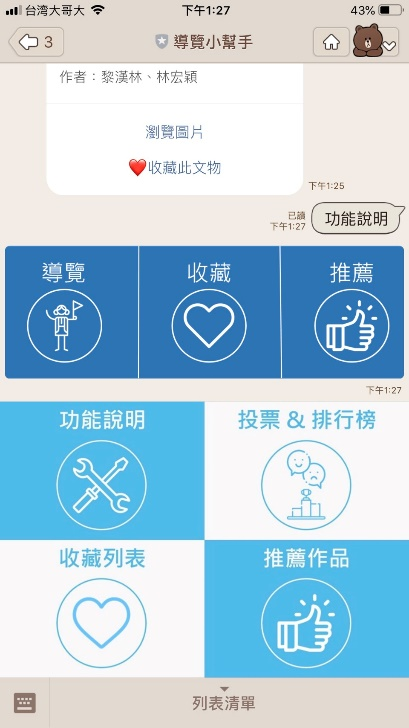 台湾大哥大 下午1:27 43%
3 導覽小幫手
作者：黎漢林、林宏穎
瀏覽圖片
❤️收藏此文物
下午1:25
已讀
下午1:27
功能說明
導覽 收藏 推薦
下午1:27
功能說明 投票 & 排行榜
收藏列表 推薦作品
列表清單